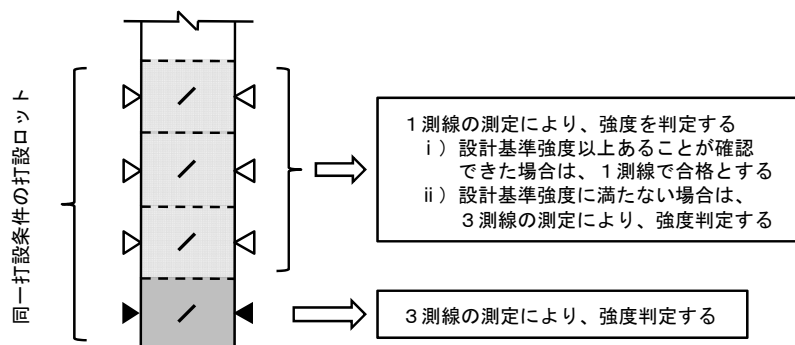 同一打設条件の打設ロット
１測線の測定により、強度を判定する
ⅰ）設計基準強度以上あることが確認
できた場合は、１測線で合格とする
ⅱ）設計基準強度に満たない場合は、
３測線の測定により、強度判定する
３測線の測定により、強度判定する